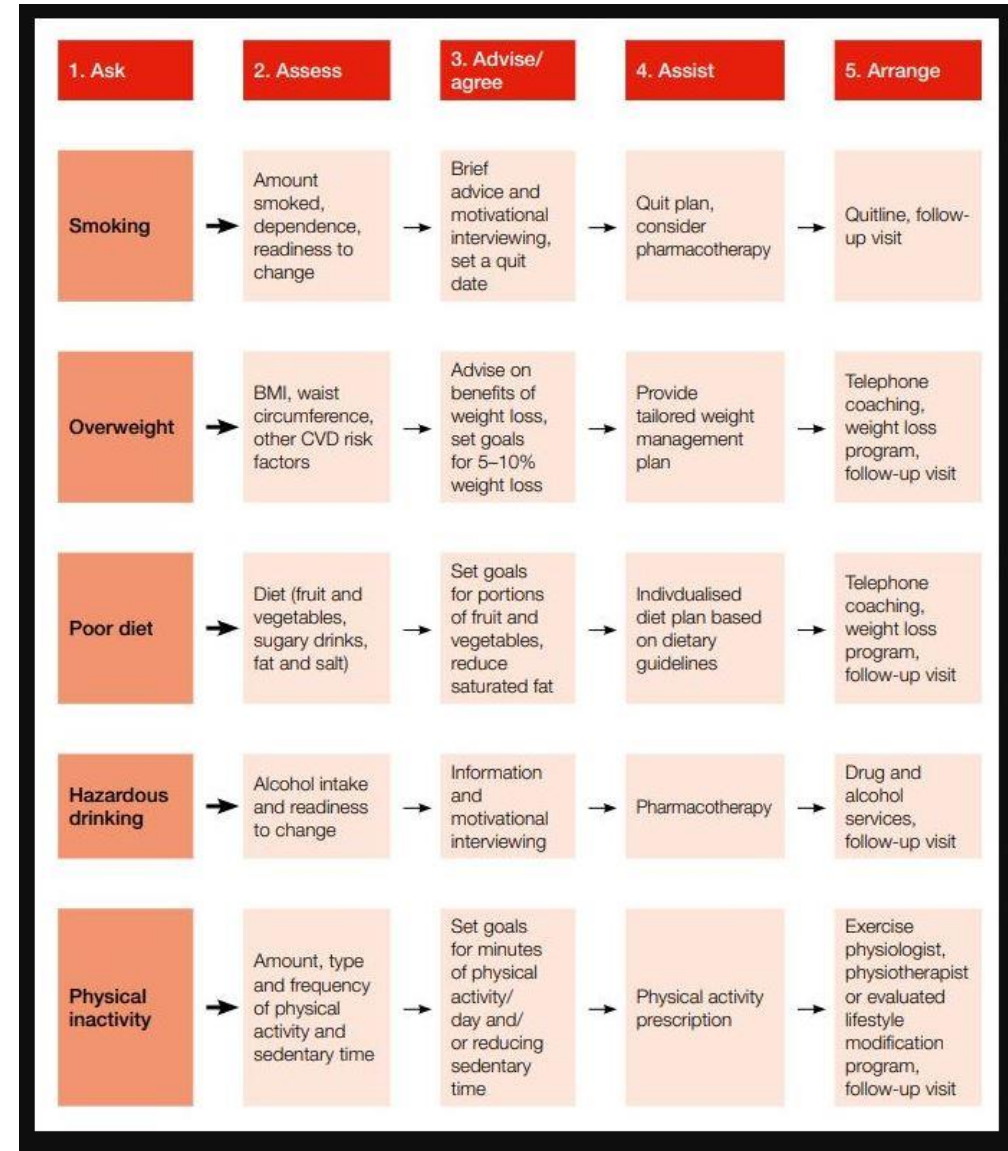 1. Ask
2. Assess
3. Advise/
agree
4. Assist
5. Arrange
Smoking
Amount
smoked,
dependence,
readiness to
change
Brief
advice and
motivational
interviewing,
set a quit
date
Quit plan,
consider
pharmacotherapy
Quitline, follow-
up visit
Overweight
BMI, waist
circumference,
other CVD risk
factors
Advise on
benefits of
weight loss,
set goals
for 5–10%
weight loss
Provide
tailored weight
management
plan
Telephone
coaching,
weight loss
program,
follow-up visit
Poor diet
Diet (fruit and
vegetables,
sugary drinks,
fat and salt)
Set goals
for portions
of fruit and
vegetables,
reduce
saturated fat
Indivdualised
diet plan based
on dietary
guidelines
Telephone
coaching,
weight loss
program,
follow-up visit
Hazardous
drinking
Alcohol intake
and readiness
to change
Information
and
motivational
interviewing
Pharmacotherapy
Drug and
alcohol
services,
follow-up visit
Physical
inactivity
Amount, type
and frequency
of physical
activity and
sedentary time
Set goals
for minutes
of physical
activity/
day and/
or reducing
sedentary
time
Physical activity
prescription
Exercise
physiologist,
physiotherapist
or evaluated
lifestyle
modification
program,
follow-up visit